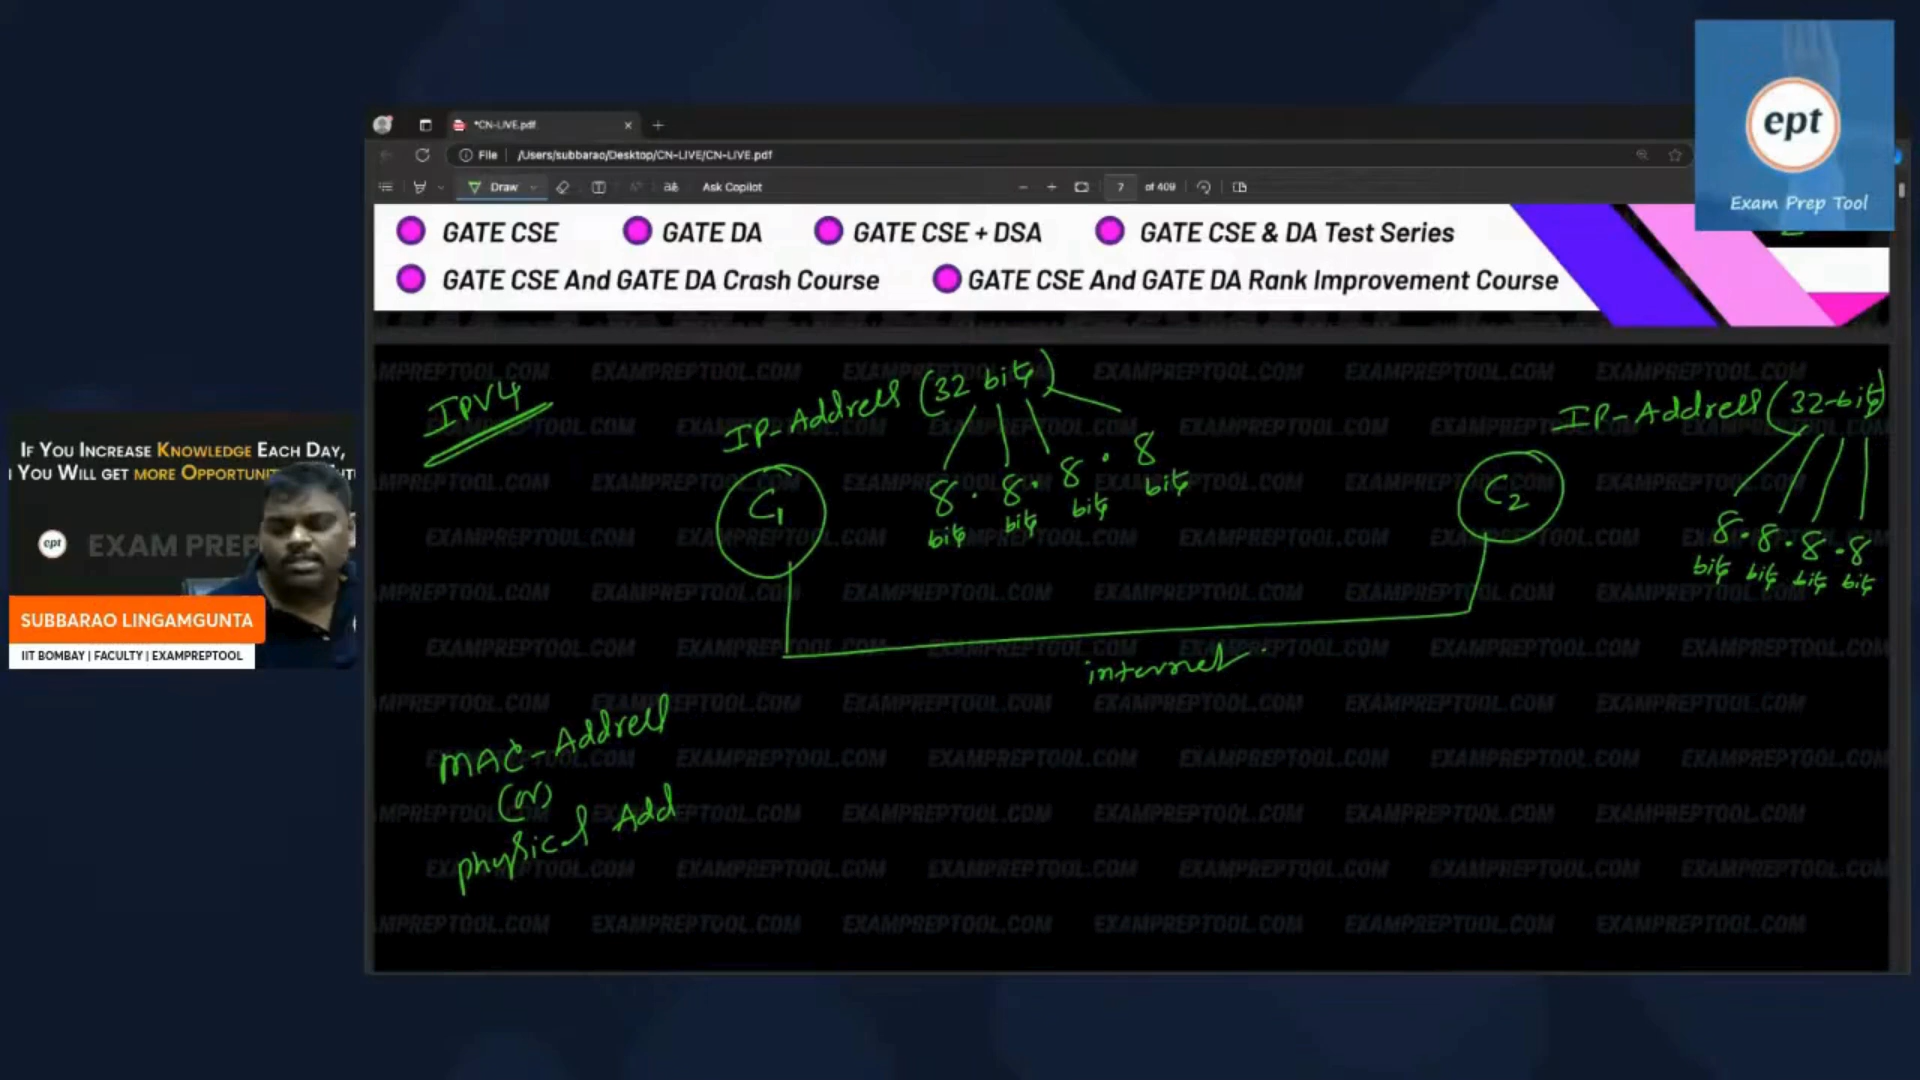 ept
Exam Prep Tool
*CN-LIVE.pdf
File /Users/subbarao/Desktop/CN-LIVE/CN-LIVE.pdf
Draw
Ask Copilot
7 of 409
GATE CSE GATE DA GATE CSE + DSA GATE CSE & DA Test Series
GATE CSE And GATE DA Crash Course GATE CSE And GATE DA Rank Improvement Course
IPV4
IP-Address (32 bits)
8 bits . 8 bits . 8 bits . 8 bits
C1
IP-Address (32-bits)
8 bits . 8 bits . 8 bits . 8 bits
C2
internet
MAC-Address
(or)
physical Add
IF YOU INCREASE KNOWLEDGE EACH DAY,
YOU WILL GET MORE
ept EXAM PREP
SUBBARAO LINGAMGUNTA
IIT BOMBAY | FACULTY | EXAMPREPTOOL
EXAMPREPTOOL.COM